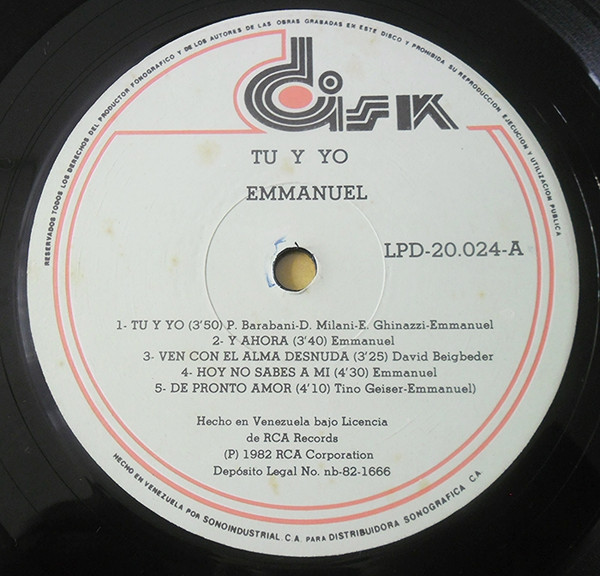 RESERVADOS TODOS LOS DERECHOS DEL PRODUCTOR FONOGRAFICO Y DE LOS AUTORES DE LAS OBRAS GRABADAS EN ESTE DISCO Y PROHIBIDA SU REPRODUCCION EJECUCION Y UTILIZACION PUBLICA
disk
TU Y YO
EMMANUEL
LPD-20.024-A
1- TU Y YO (3'50) P. Barabani-D. Milani-E. Ghinazzi-Emmanuel
2- Y AHORA (3'40) Emmanuel
3- VEN CON EL ALMA DESNUDA (3'25) David Beigbeder
4- HOY NO SABES A MI (4'30) Emmanuel
5- DE PRONTO AMOR (4'10) Tino Geiser-Emmanuel)
Hecho en Venezuela bajo Licencia
de RCA Records
(P) 1982 RCA Corporation
Depósito Legal No. nb-82-1666
HECHO EN VENEZUELA POR SONOINDUSTRIAL, C.A. PARA DISTRIBUIDORA SONOGRAFICA C.A.